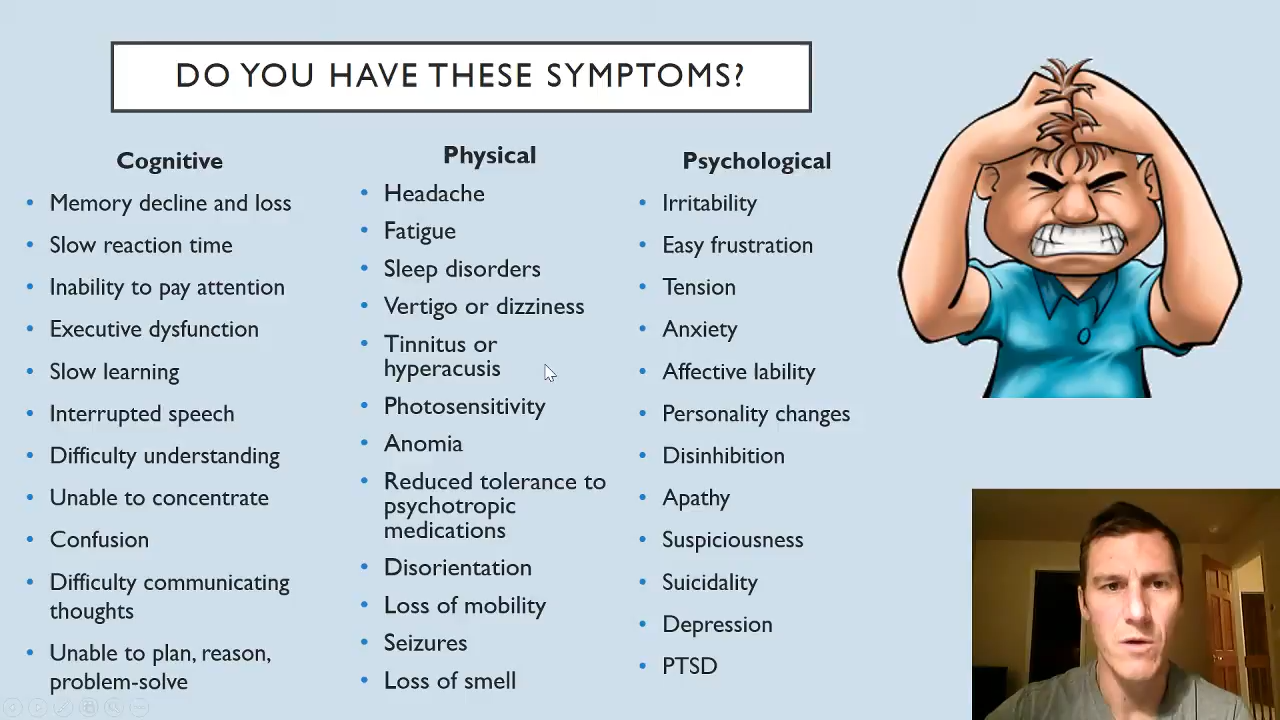 DO YOU HAVE THESE SYMPTOMS?
Cognitive
Memory decline and loss
Slow reaction time
Inability to pay attention
Executive dysfunction
Slow learning
Interrupted speech
Difficulty understanding
Unable to concentrate
Confusion
Difficulty communicating
thoughts
Unable to plan, reason,
problem-solve
Physical
Headache
Fatigue
Sleep disorders
Vertigo or dizziness
Tinnitus or
hyperacusis
Photosensitivity
Anomia
Reduced tolerance to
psychotropic
medications
Disorientation
Loss of mobility
Seizures
Loss of smell
Psychological
Irritability
Easy frustration
Tension
Anxiety
Affective lability
Personality changes
Disinhibition
Apathy
Suspiciousness
Suicidality
Depression
PTSD